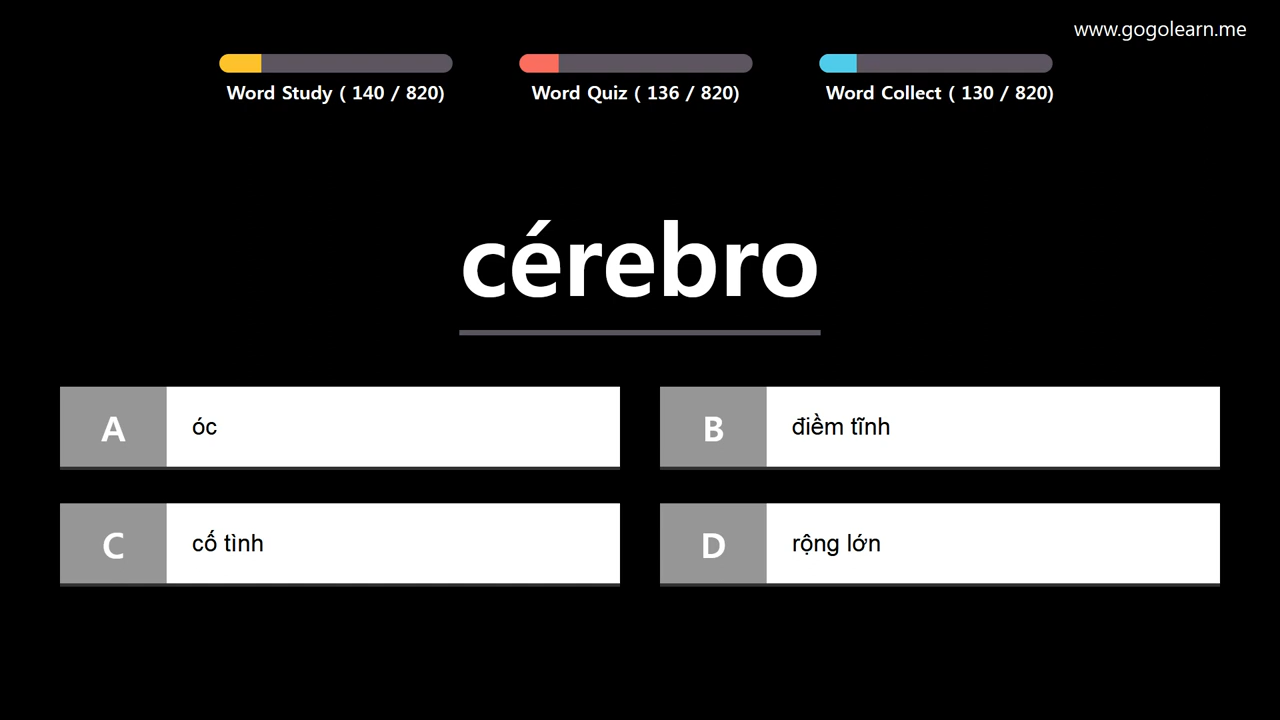 www.gogolearn.me
Word Study ( 140 / 820)
Word Quiz ( 136 / 820)
Word Collect ( 130 / 820)
cérebro
A óc
B điềm tĩnh
C cố tình
D rộng lớn